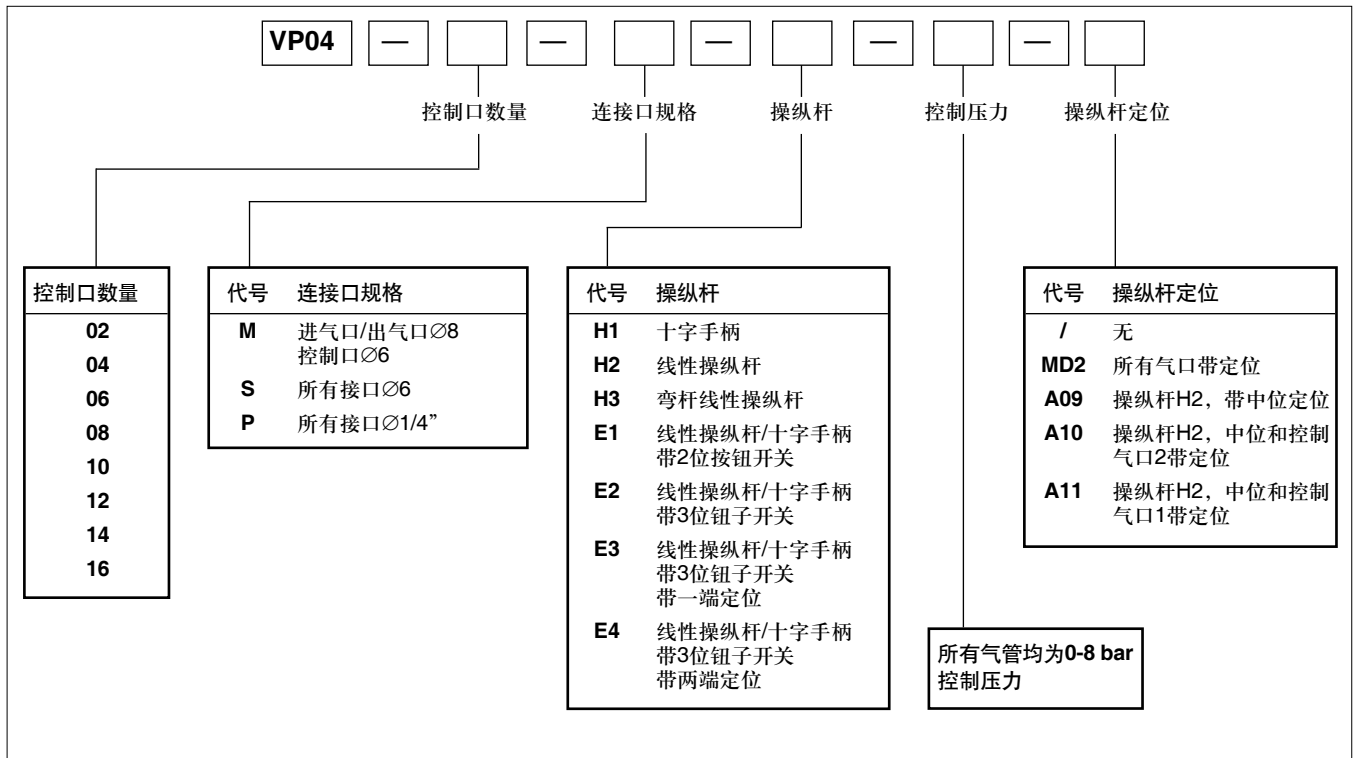 VP04 — — — — —
控制口数量 连接口规格 操纵杆 控制压力 操纵杆定位
控制口数量
02
04
06
08
10
12
14
16
代号 连接口规格
M 进气口/出气口∅8
控制口∅6
S 所有接口∅6
P 所有接口∅1/4”
代号 操纵杆
H1 十字手柄
H2 线性操纵杆
H3 弯杆线性操纵杆
E1 线性操纵杆/十字手柄
带2位按钮开关
E2 线性操纵杆/十字手柄
带3位钮子开关
E3 线性操纵杆/十字手柄
带3位钮子开关
带一端定位
E4 线性操纵杆/十字手柄
带3位钮子开关
带两端定位
所有气管均为0-8 bar
控制压力
代号 操纵杆定位
/ 无
MD2 所有气口带定位
A09 操纵杆H2，带中位定位
A10 操纵杆H2，中位和控制
气口2带定位
A11 操纵杆H2，中位和控制
气口1带定位